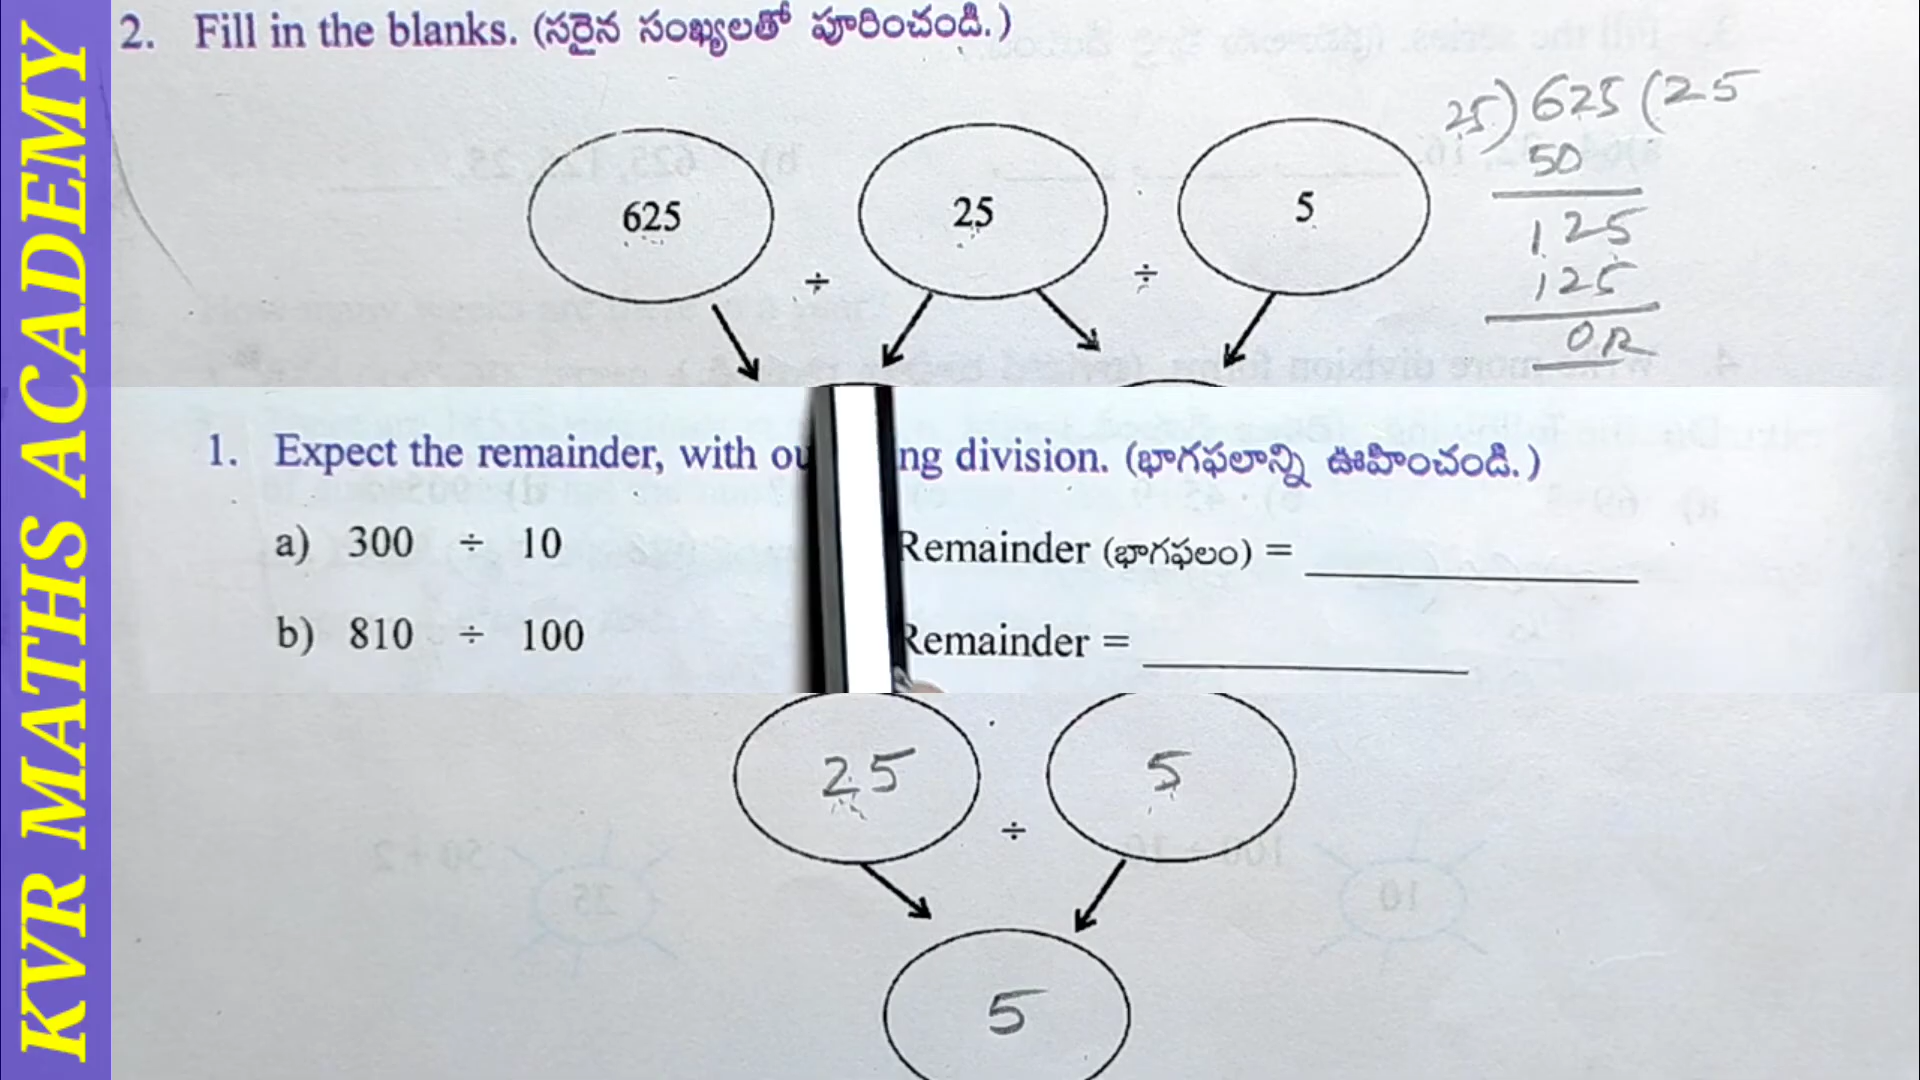 KVR MATHS ACADEMY
2. Fill in the blanks. (సరైన సంఖ్యలతో పూరించండి.)
625 ÷ 25 ÷ 5
25) 625 (25
50
125
125
0R
1. Expect the remainder, with ou ng division. (భాగఫలాన్ని ఊహించండి.)
a) 300 ÷ 10 Remainder (భాగఫలం) =
b) 810 ÷ 100 Remainder =
25 ÷ 5
5